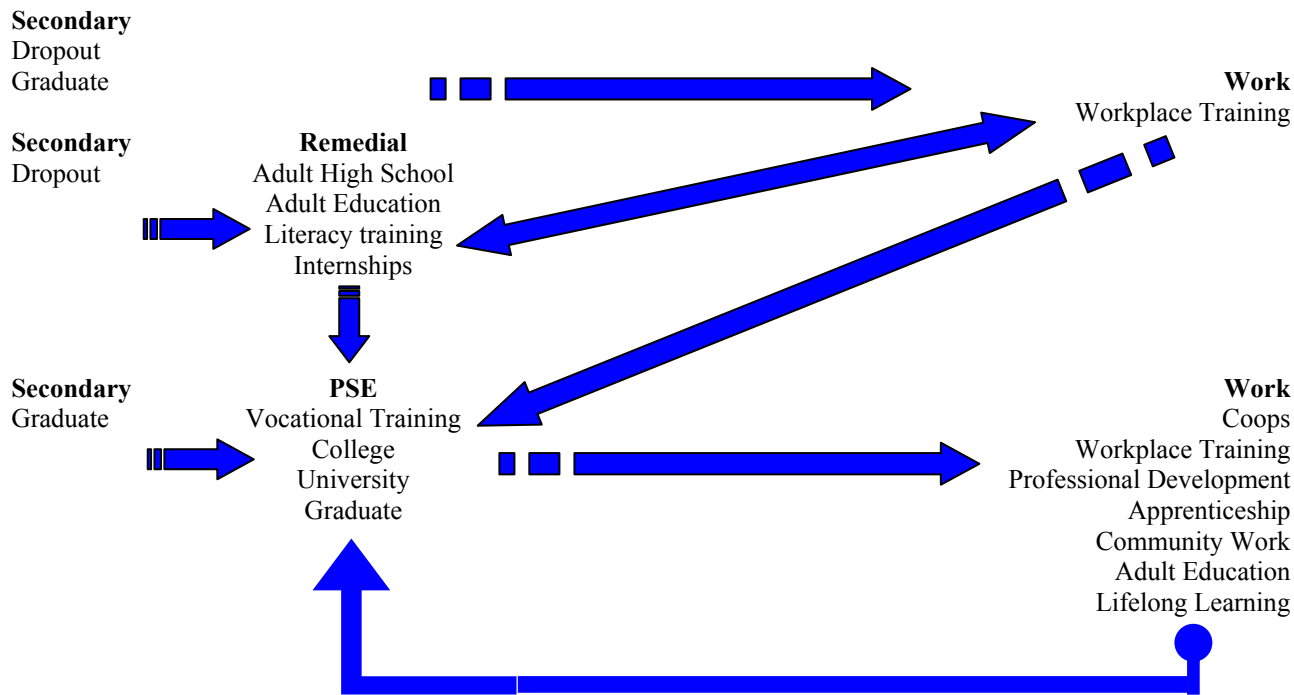 Secondary
Dropout
Graduate
Work
Workplace Training
Secondary
Dropout
Remedial
Adult High School
Adult Education
Literacy training
Internships
Secondary
Graduate
PSE
Vocational Training
College
University
Graduate
Work
Coops
Workplace Training
Professional Development
Apprenticeship
Community Work
Adult Education
Lifelong Learning